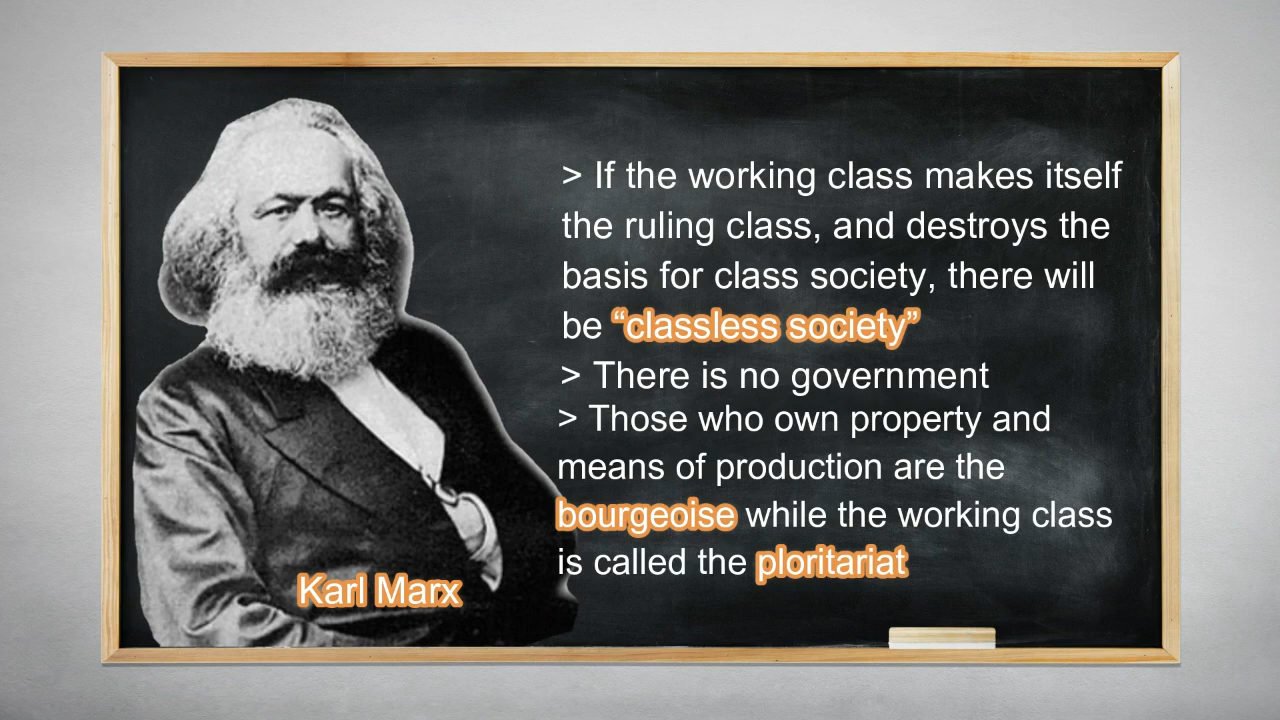 > If the working class makes itself
the ruling class, and destroys the
basis for class society, there will
be “classless society”
> There is no government
> Those who own property and
means of production are the
bourgeoise while the working class
is called the ploritariat
Karl Marx